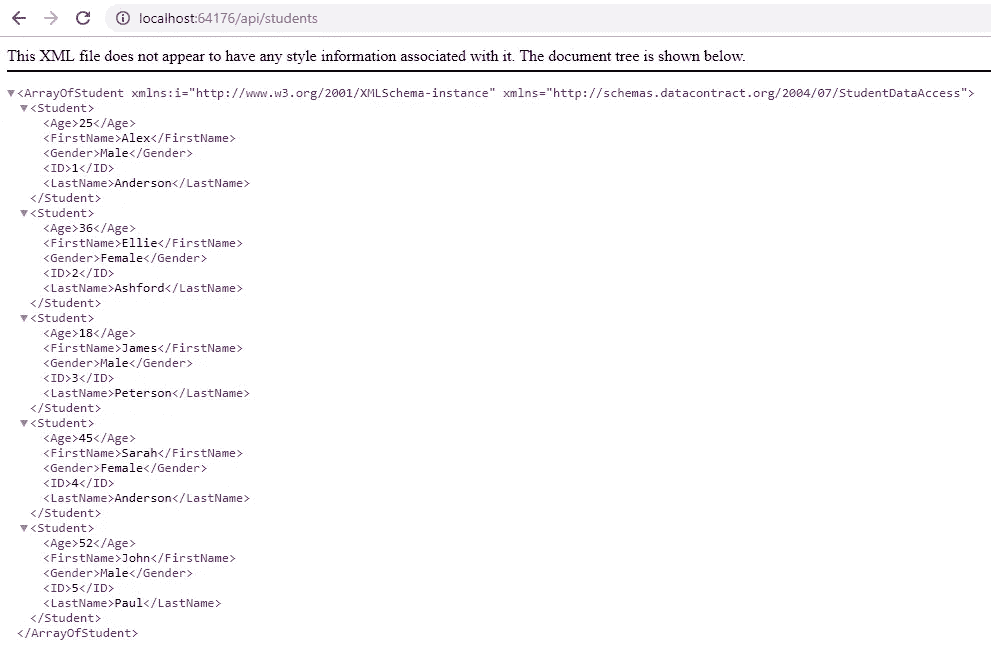 localhost:64176/api/students
This XML file does not appear to have any style information associated with it. The document tree is shown below.
<ArrayOfStudent xmlns:i="http://www.w3.org/2001/XMLSchema-instance" xmlns="http://schemas.datacontract.org/2004/07/StudentDataAccess">
<Student>
<Age>25</Age>
<FirstName>Alex</FirstName>
<Gender>Male</Gender>
<ID>1</ID>
<LastName>Anderson</LastName>
</Student>
<Student>
<Age>36</Age>
<FirstName>Ellie</FirstName>
<Gender>Female</Gender>
<ID>2</ID>
<LastName>Ashford</LastName>
</Student>
<Student>
<Age>18</Age>
<FirstName>James</FirstName>
<Gender>Male</Gender>
<ID>3</ID>
<LastName>Peterson</LastName>
</Student>
<Student>
<Age>45</Age>
<FirstName>Sarah</FirstName>
<Gender>Female</Gender>
<ID>4</ID>
<LastName>Anderson</LastName>
</Student>
<Student>
<Age>52</Age>
<FirstName>John</FirstName>
<Gender>Male</Gender>
<ID>5</ID>
<LastName>Paul</LastName>
</Student>
</ArrayOfStudent>